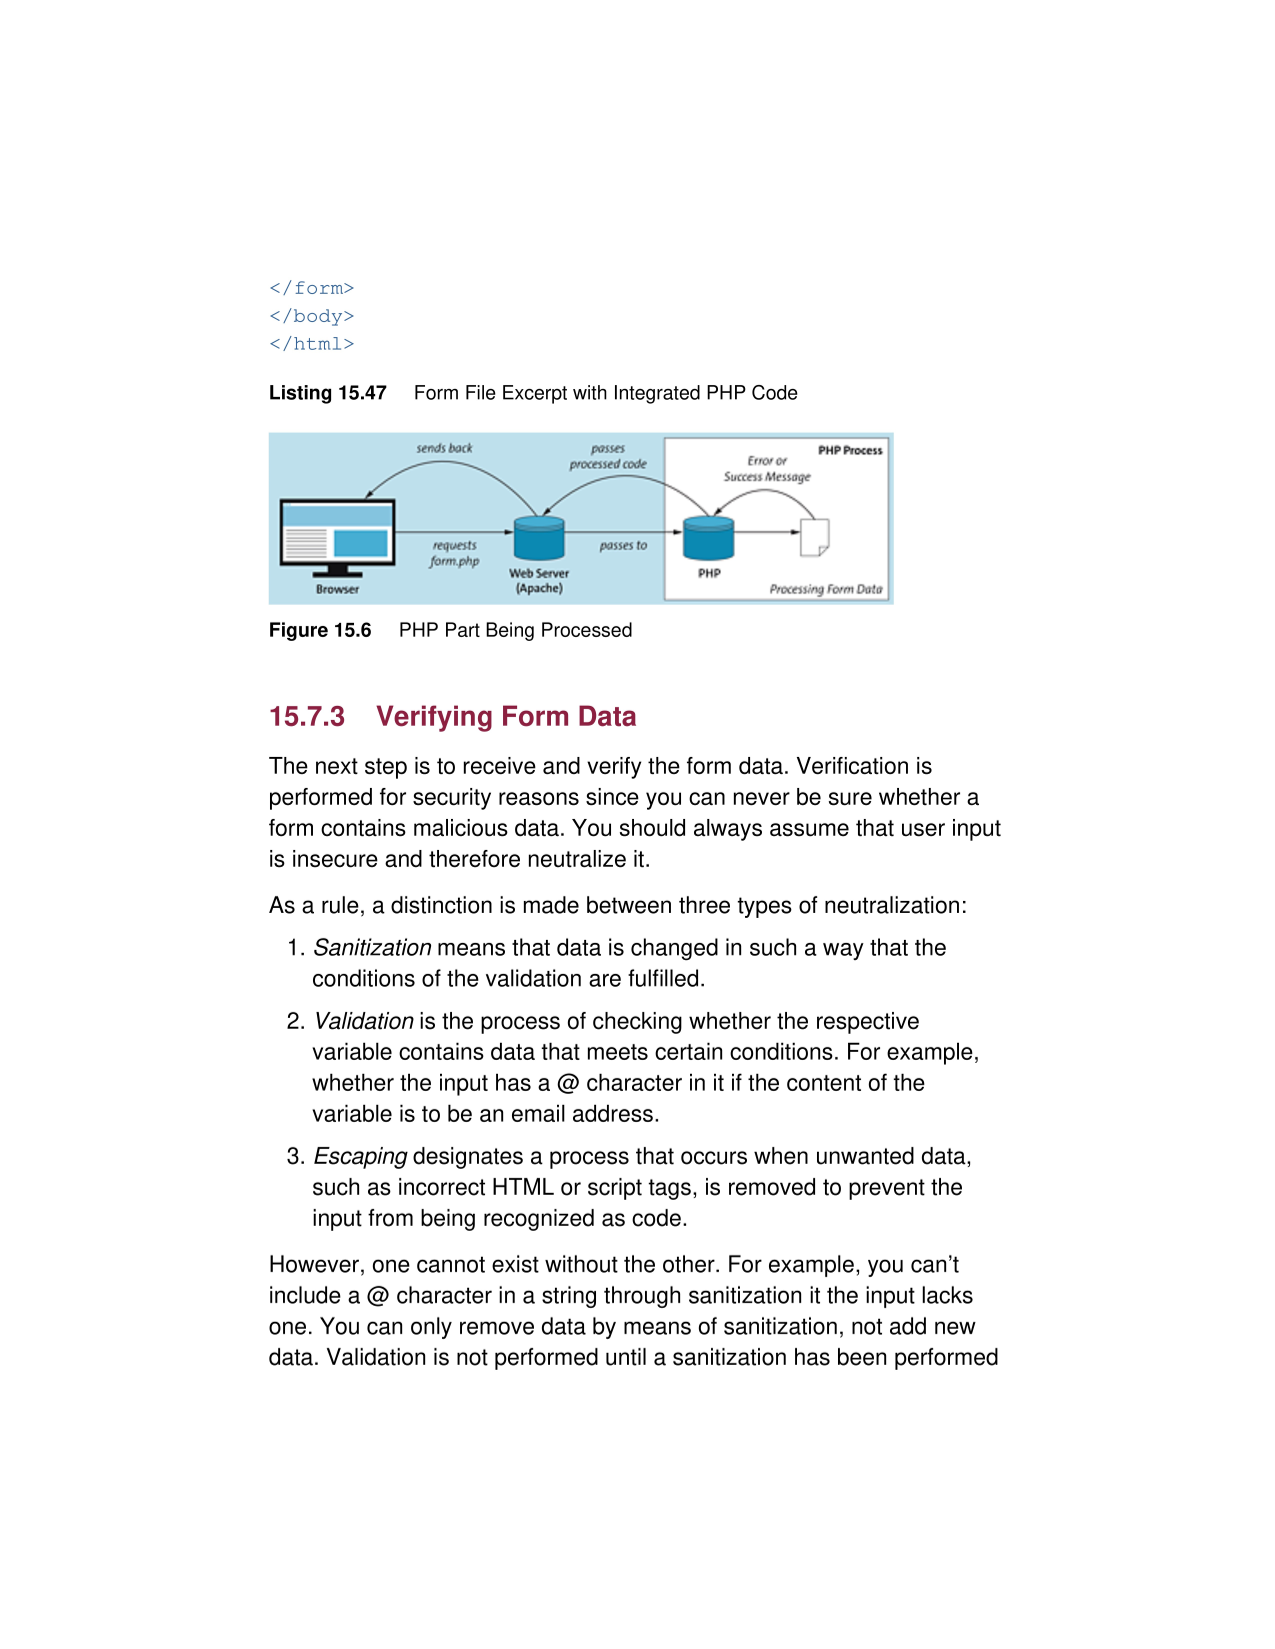 </form>
</body>
</html>
Listing 15.47 Form File Excerpt with Integrated PHP Code
sends back
passes
processed code
PHP Process
Error or
Success Message
requests
form.php
passes to
Web Server
(Apache)
PHP
Browser
Processing Form Data
Figure 15.6 PHP Part Being Processed
15.7.3 Verifying Form Data
The next step is to receive and verify the form data. Verification is
performed for security reasons since you can never be sure whether a
form contains malicious data. You should always assume that user input
is insecure and therefore neutralize it.
As a rule, a distinction is made between three types of neutralization:
1. Sanitization means that data is changed in such a way that the
conditions of the validation are fulfilled.
2. Validation is the process of checking whether the respective
variable contains data that meets certain conditions. For example,
whether the input has a @ character in it if the content of the
variable is to be an email address.
3. Escaping designates a process that occurs when unwanted data,
such as incorrect HTML or script tags, is removed to prevent the
input from being recognized as code.
However, one cannot exist without the other. For example, you can’t
include a @ character in a string through sanitization it the input lacks
one. You can only remove data by means of sanitization, not add new
data. Validation is not performed until a sanitization has been performed